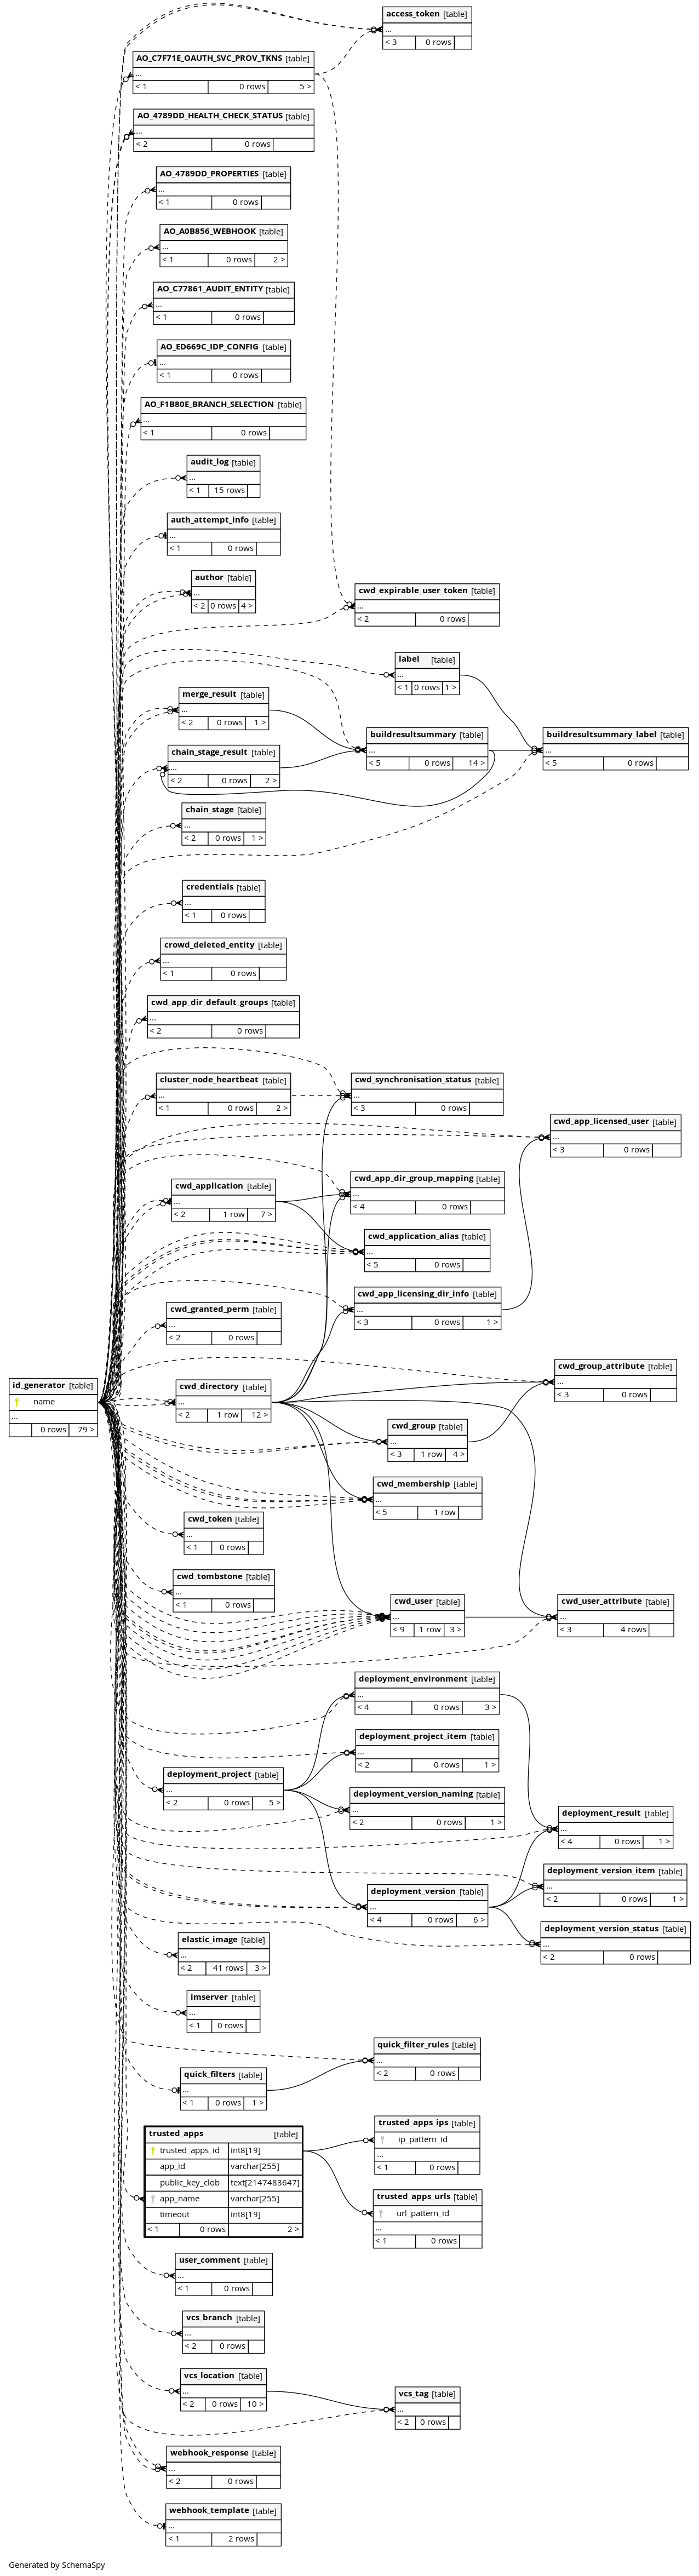 access_token [table]
...
< 3 0 rows
AO_C7F71E_OAUTH_SVC_PROV_TKNS [table]
...
< 1 0 rows 5 >
AO_4789DD_HEALTH_CHECK_STATUS [table]
...
< 2 0 rows
AO_4789DD_PROPERTIES [table]
...
< 1 0 rows
AO_A0B856_WEBHOOK [table]
...
< 1 0 rows 2 >
AO_C77861_AUDIT_ENTITY [table]
...
< 1 0 rows
AO_ED669C_IDP_CONFIG [table]
...
< 1 0 rows
AO_F1B80E_BRANCH_SELECTION [table]
...
< 1 0 rows
audit_log [table]
...
< 1 15 rows
auth_attempt_info [table]
...
< 1 0 rows
author [table]
...
< 2 0 rows 4 >
cwd_expirable_user_token [table]
...
< 2 0 rows
label [table]
...
< 1 0 rows 1 >
merge_result [table]
...
< 2 0 rows 1 >
buildresultsummary [table]
...
< 5 0 rows 14 >
buildresultsummary_label [table]
...
< 5 0 rows
chain_stage_result [table]
...
< 2 0 rows 2 >
chain_stage [table]
...
< 2 0 rows 1 >
credentials [table]
...
< 1 0 rows
crowd_deleted_entity [table]
...
< 1 0 rows
cwd_app_dir_default_groups [table]
...
< 2 0 rows
cluster_node_heartbeat [table]
...
< 1 0 rows 2 >
cwd_synchronisation_status [table]
...
< 3 0 rows
cwd_app_licensed_user [table]
...
< 3 0 rows
cwd_application [table]
...
< 2 1 row 7 >
cwd_app_dir_group_mapping [table]
...
< 4 0 rows
cwd_application_alias [table]
...
< 5 0 rows
cwd_app_licensing_dir_info [table]
...
< 3 0 rows 1 >
cwd_granted_perm [table]
...
< 2 0 rows
cwd_group_attribute [table]
...
< 3 0 rows
id_generator [table]
name
...
0 rows 79 >
cwd_directory [table]
...
< 2 1 row 12 >
cwd_group [table]
...
< 3 1 row 4 >
cwd_membership [table]
...
< 5 1 row
cwd_token [table]
...
< 1 0 rows
cwd_tombstone [table]
...
< 1 0 rows
cwd_user [table]
...
< 9 1 row 3 >
cwd_user_attribute [table]
...
< 3 4 rows
deployment_environment [table]
...
< 4 0 rows 3 >
deployment_project_item [table]
...
< 2 0 rows 1 >
deployment_project [table]
...
< 2 0 rows 5 >
deployment_version_naming [table]
...
< 2 0 rows 1 >
deployment_result [table]
...
< 4 0 rows 1 >
deployment_version_item [table]
...
< 2 0 rows 1 >
deployment_version [table]
...
< 4 0 rows 6 >
deployment_version_status [table]
...
< 2 0 rows
elastic_image [table]
...
< 2 41 rows 3 >
imserver [table]
...
< 1 0 rows
quick_filter_rules [table]
...
< 2 0 rows
quick_filters [table]
...
< 1 0 rows 1 >
trusted_apps [table]
trusted_apps_id int8[19]
app_id varchar[255]
public_key_clob text[2147483647]
app_name varchar[255]
timeout int8[19]
< 1 0 rows 2 >
trusted_apps_ips [table]
ip_pattern_id
...
< 1 0 rows
trusted_apps_urls [table]
url_pattern_id
...
< 1 0 rows
user_comment [table]
...
< 1 0 rows
vcs_branch [table]
...
< 2 0 rows
vcs_location [table]
...
< 2 0 rows 10 >
vcs_tag [table]
...
< 2 0 rows
webhook_response [table]
...
< 2 0 rows
webhook_template [table]
...
< 1 2 rows
Generated by SchemaSpy